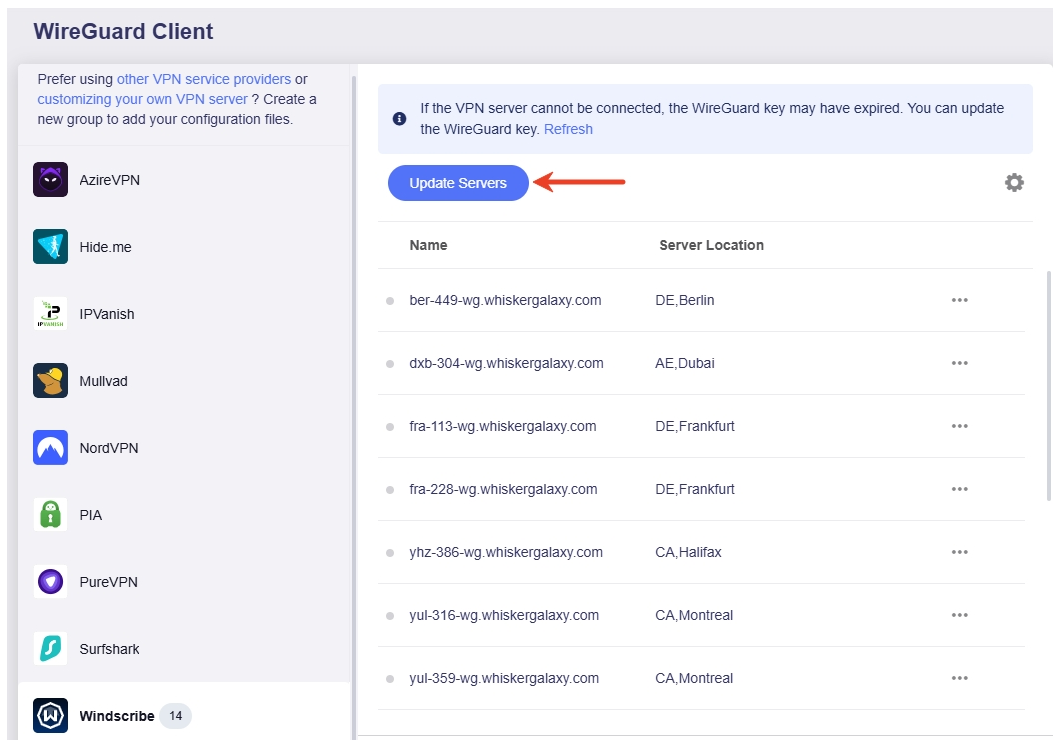 WireGuard Client
Prefer using other VPN service providers or
customizing your own VPN server ? Create a
new group to add your configuration files.
AzireVPN
Hide.me
IPVANISH
IPVanish
Mullvad
NordVPN
PIA
PureVPN
Surfshark
Windscribe 14
If the VPN server cannot be connected, the WireGuard key may have expired. You can update
the WireGuard key. Refresh
Update Servers
Name Server Location
ber-449-wg.whiskergalaxy.com DE,Berlin
dxb-304-wg.whiskergalaxy.com AE,Dubai
fra-113-wg.whiskergalaxy.com DE,Frankfurt
fra-228-wg.whiskergalaxy.com DE,Frankfurt
yhz-386-wg.whiskergalaxy.com CA,Halifax
yul-316-wg.whiskergalaxy.com CA,Montreal
yul-359-wg.whiskergalaxy.com CA,Montreal